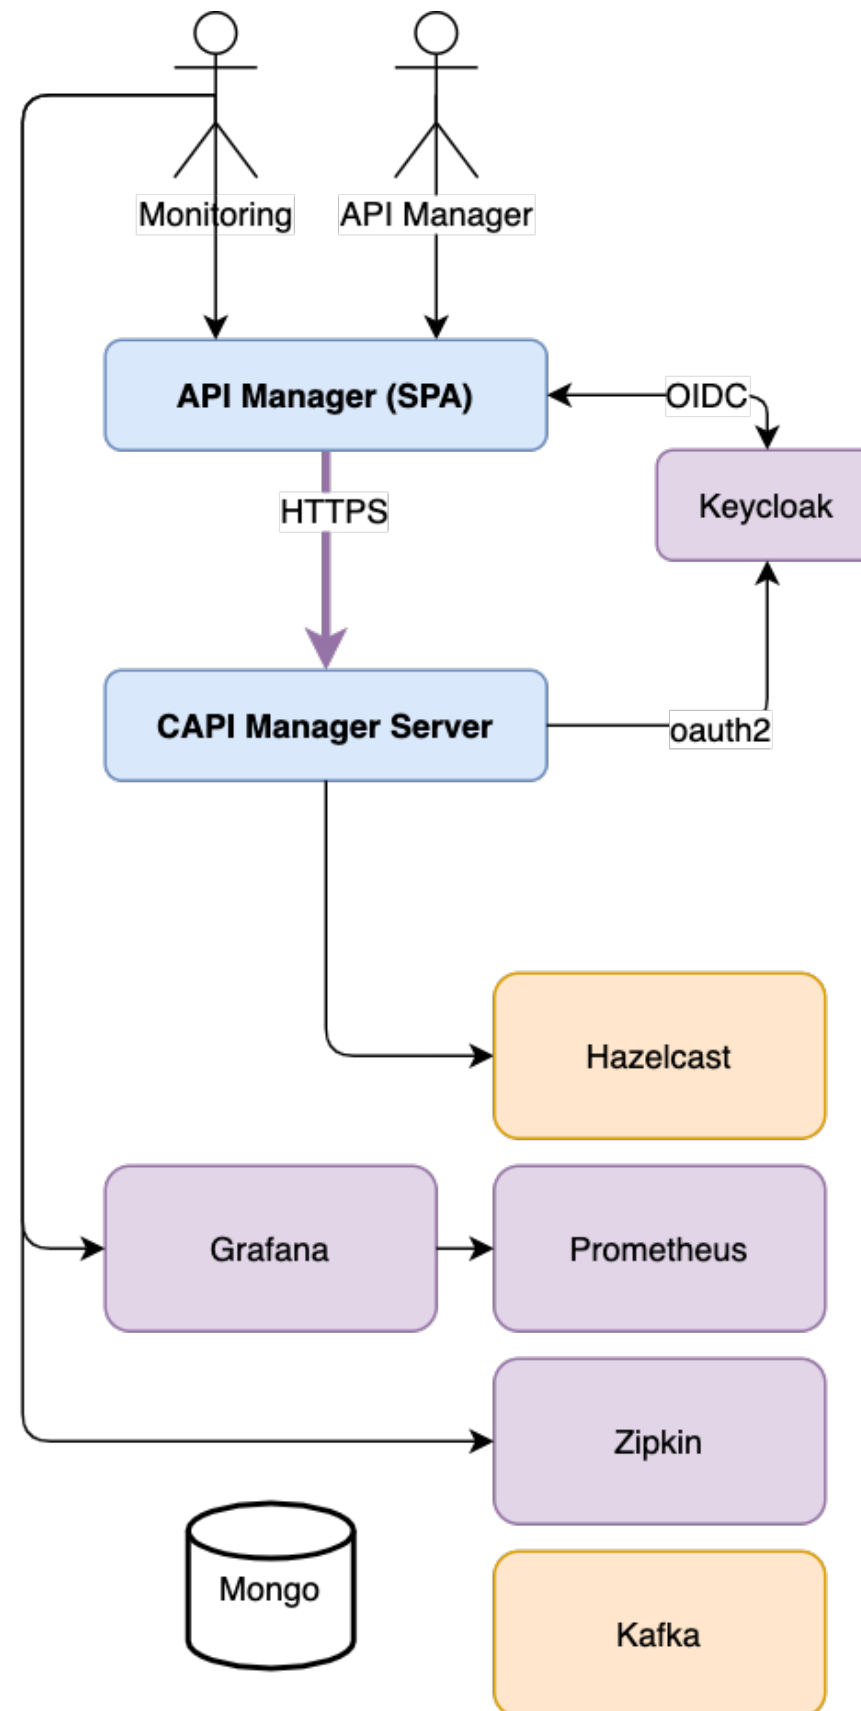 Monitoring
API Manager
API Manager (SPA)
OIDC
Keycloak
HTTPS
CAPI Manager Server
oauth2
Hazelcast
Grafana
Prometheus
Zipkin
Mongo
Kafka